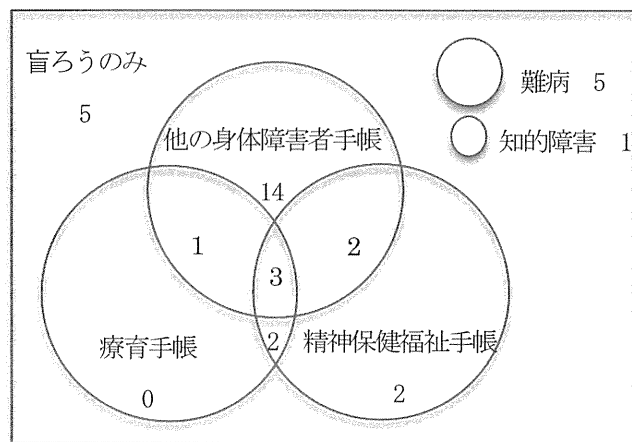 盲ろうのみ
5
難病 5
知的障害 1
他の身体障害者手帳
14
1
2
3
療育手帳
2
精神保健福祉手帳
0
2